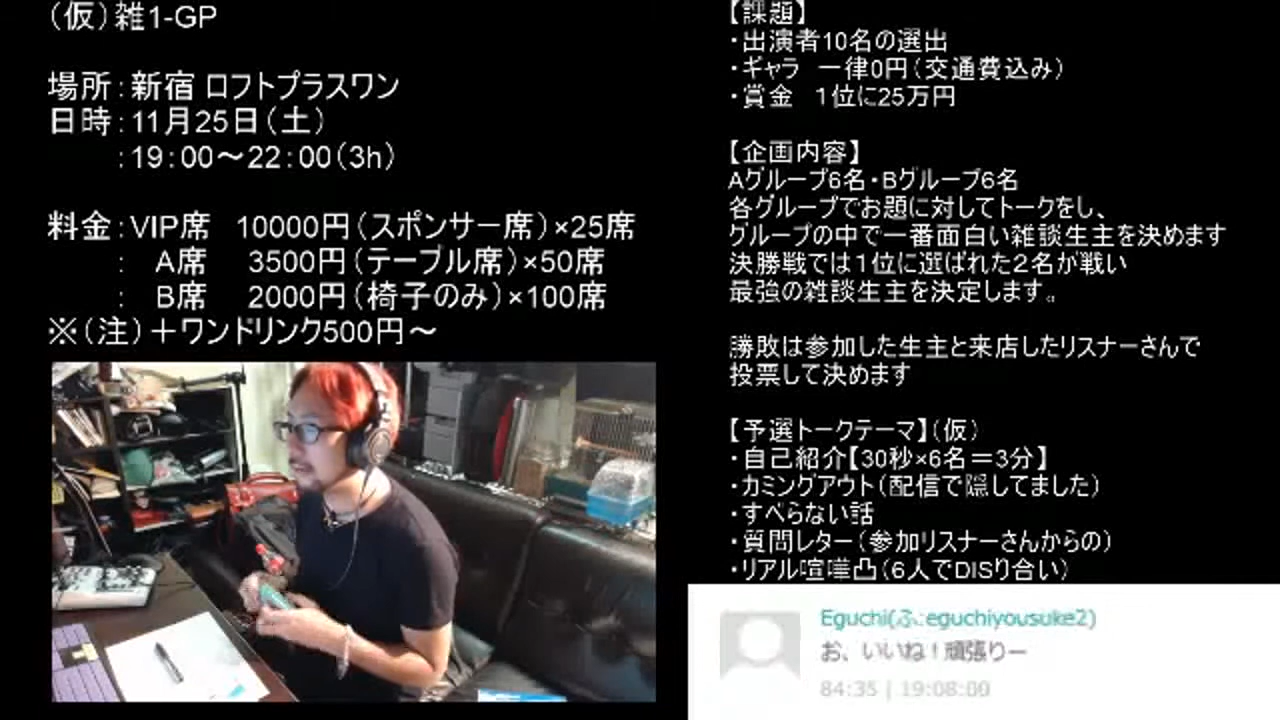 (仮)雑1-GP
場所:新宿 ロフトプラスワン
日時:11月25日(土)
:19:00～22:00(3h)
料金:VIP席 10000円(スポンサー席)×25席
: A席 3500円(テーブル席)×50席
: B席 2000円(椅子のみ)×100席
※(注)＋ワンドリンク500円～
【課題】
・出演者10名の選出
・ギャラ 一律0円(交通費込み)
・賞金 1位に25万円
【企画内容】
Aグループ6名・Bグループ6名
各グループでお題に対してトークをし、
グループの中で一番面白い雑談生主を決めます
決勝戦では１位に選ばれた２名が戦い
最強の雑談生主を決定します。
勝敗は参加した生主と来店したリスナーさんで
投票して決めます
【予選トークテーマ】(仮)
・自己紹介【30秒×6名＝3分】
・カミングアウト(配信で隠してました)
・すべらない話
・質問レター(参加リスナーさんからの)
・リアル喧嘩凸(6人でDISり合い)
Eguchi(ふ:eguchiyousuke2)
お、いいね！頑張りー
84:35 | 19:08:00